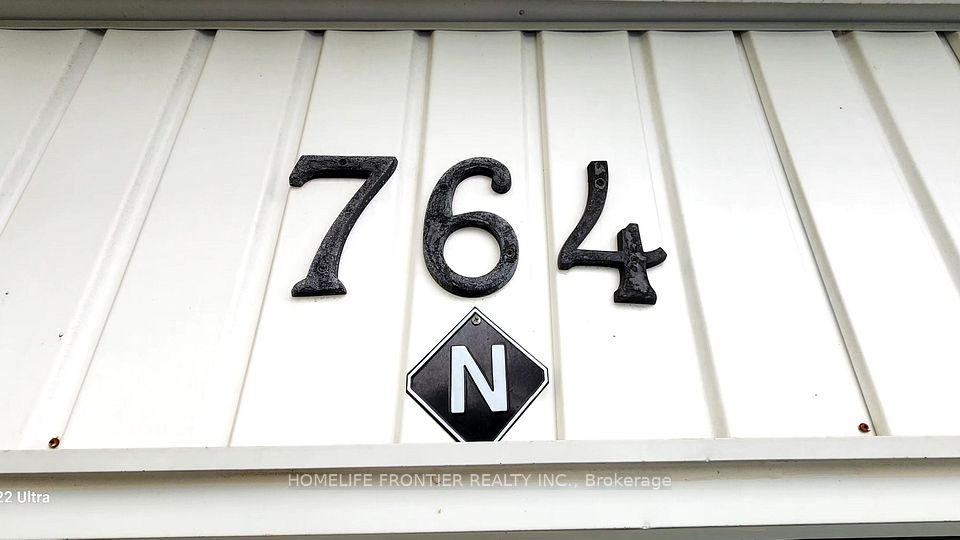 764
N
HOMELIFE FRONTIER REALTY INC., Brokerage
22 Ultra